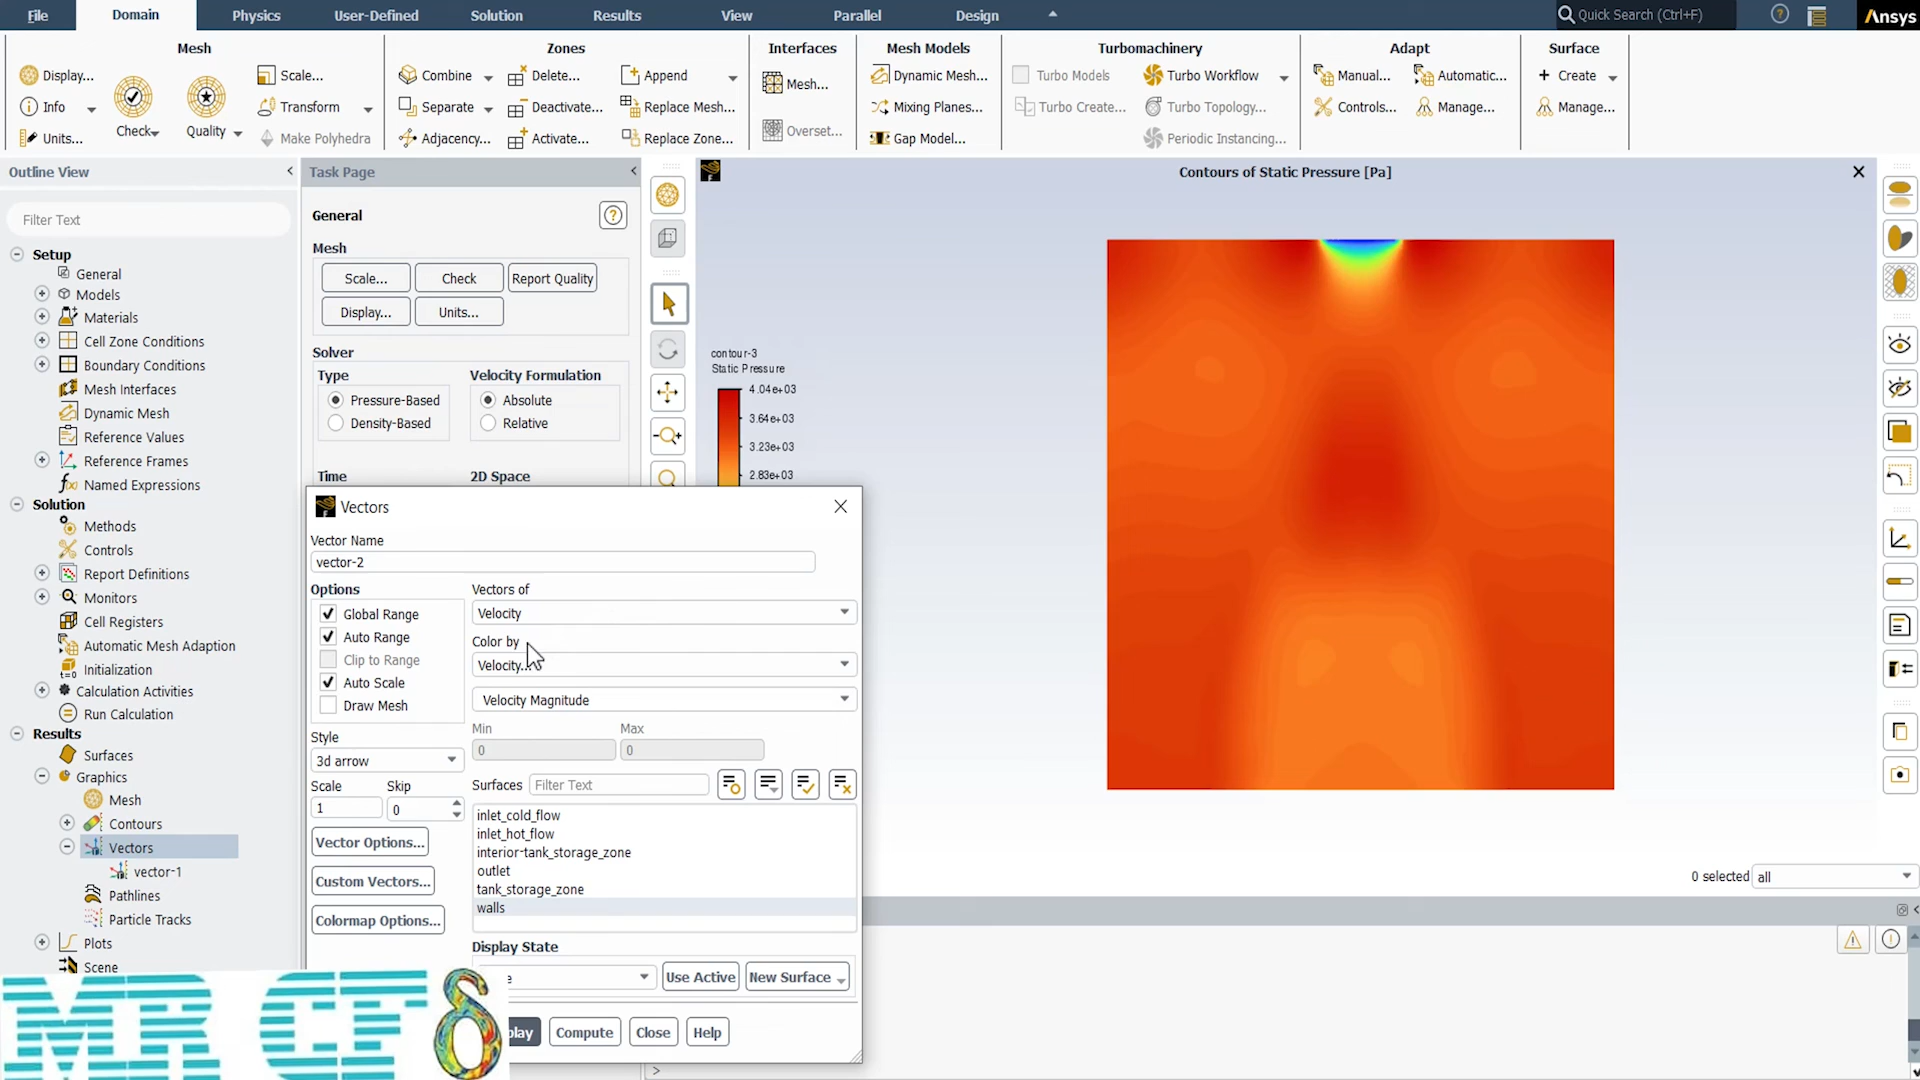 File Domain Physics User-Defined Solution Results View Parallel Design Quick Search (Ctrl+F) Ansys
Mesh Zones Interfaces Mesh Models Turbomachinery Adapt Surface
Display... Scale... Combine Delete... Append Mesh... Dynamic Mesh... Turbo Models Turbo Workflow Manual... Automatic... Create
Info Transform Separate Deactivate... Replace Mesh... Mixing Planes... Turbo Create... Turbo Topology... Controls... Manage... Manage...
Units... Check Quality Make Polyhedra Adjacency... Activate... Replace Zone... Overset... Gap Model... Periodic Instancing...
Outline View
Filter Text
Setup
General
Models
Materials
Cell Zone Conditions
Boundary Conditions
Mesh Interfaces
Dynamic Mesh
Reference Values
Reference Frames
Named Expressions
Solution
Methods
Controls
Report Definitions
Monitors
Cell Registers
Automatic Mesh Adaption
Initialization
Calculation Activities
Run Calculation
Results
Surfaces
Graphics
Mesh
Contours
Vectors
vector-1
Pathlines
Particle Tracks
Plots
Scene
Task Page
General
Mesh
Scale... Check Report Quality
Display... Units...
Solver
Type Velocity Formulation
Pressure-Based Absolute
Density-Based Relative
Time 2D Space
Contours of Static Pressure [Pa]
contour-3
Static Pressure
4.04e+03
3.64e+03
3.23e+03
2.83e+03
0 selected all
Vectors
Vector Name
vector-2
Options Vectors of
Global Range Velocity
Auto Range Color by
Clip to Range Velocity...
Auto Scale Velocity Magnitude
Draw Mesh
Min Max
0 0
Style
3d arrow
Scale Skip
1 0
Vector Options...
Custom Vectors...
Colormap Options...
Surfaces Filter Text
inlet_cold_flow
inlet_hot_flow
interior-tank_storage_zone
outlet
tank_storage_zone
walls
Display State
Use Active New Surface
Compute Close Help
>
MR CF